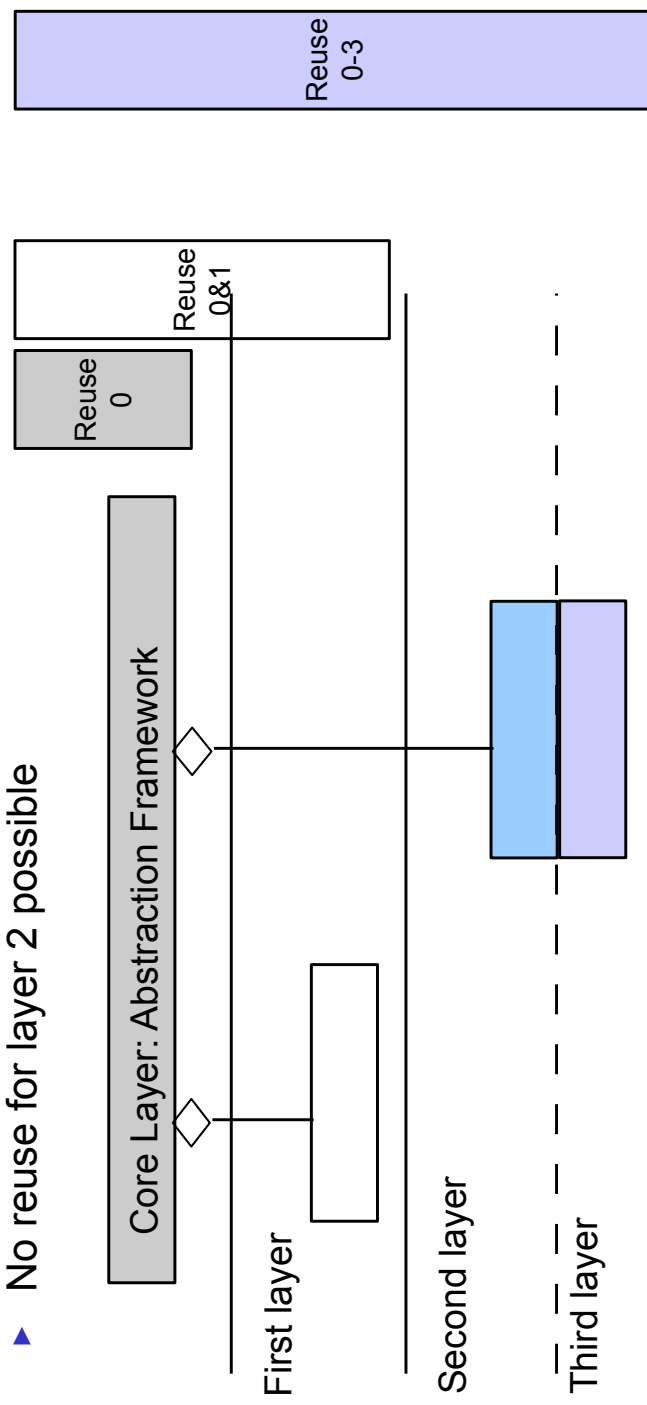 ► No reuse for layer 2 possible
Core Layer: Abstraction Framework
Reuse
0
Reuse
0&1
Reuse
0-3
First layer
Second layer
Third layer